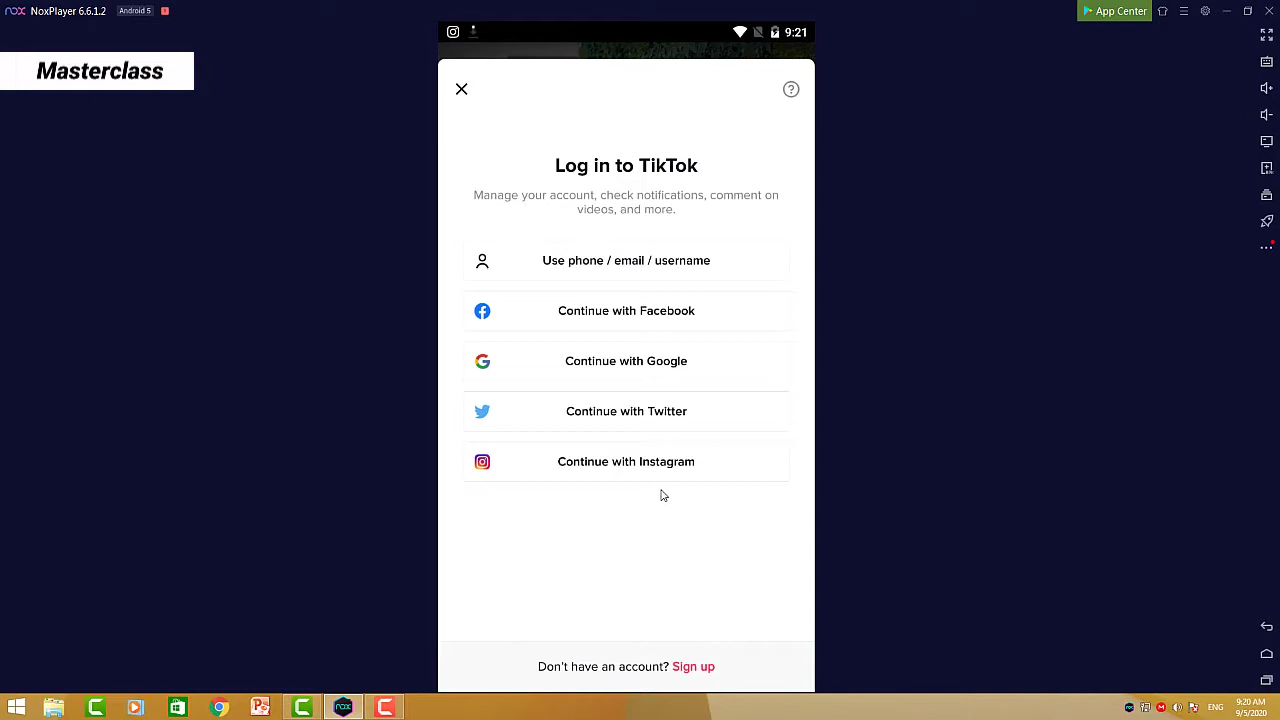 NoxPlayer 6.6.1.2 Android 5
App Center
Masterclass
9:21
Log in to TikTok
Manage your account, check notifications, comment on
videos, and more.
Use phone / email / username
Continue with Facebook
Continue with Google
Continue with Twitter
Continue with Instagram
Don't have an account? Sign up
ENG
9:20 AM
9/5/2020